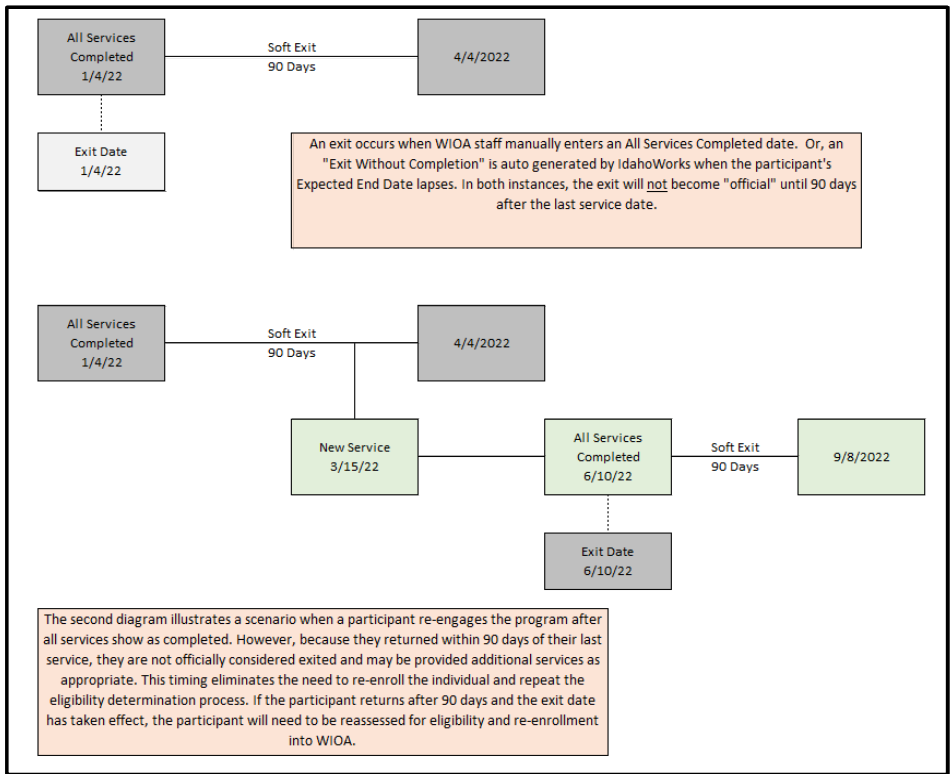 All Services
Completed
1/4/22
Soft Exit
90 Days
4/4/2022
Exit Date
1/4/22
An exit occurs when WIOA staff manually enters an All Services Completed date.  Or, an
"Exit Without Completion" is auto generated by IdahoWorks when the participant's
Expected End Date lapses. In both instances, the exit will not become "official" until 90 days
after the last service date.
All Services
Completed
1/4/22
Soft Exit
90 Days
4/4/2022
New Service
3/15/22
All Services
Completed
6/10/22
Soft Exit
90 Days
9/8/2022
Exit Date
6/10/22
The second diagram illustrates a scenario when a participant re-engages the program after
all services show as completed. However, because they returned within 90 days of their last
service, they are not officially considered exited and may be provided additional services as
appropriate. This timing eliminates the need to re-enroll the individual and repeat the
eligibility determination process. If the participant returns after 90 days and the exit date
has taken effect, the participant will need to be reassessed for eligibility and re-enrollment
into WIOA.